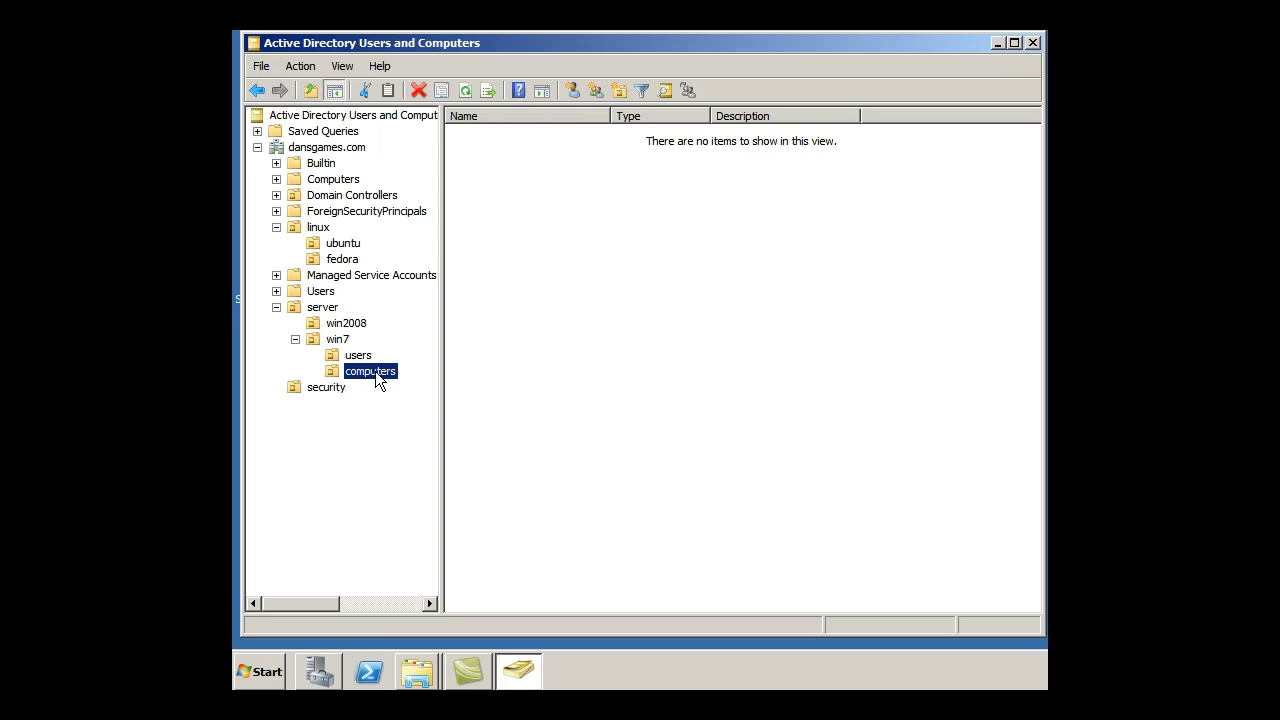 Active Directory Users and Computers
File Action View Help
Active Directory Users and Comput
Name Type Description
There are no items to show in this view.
Saved Queries
dansgames.com
Builtin
Computers
Domain Controllers
ForeignSecurityPrincipals
linux
ubuntu
fedora
Managed Service Accounts
Users
server
win2008
win7
users
computers
security
Start